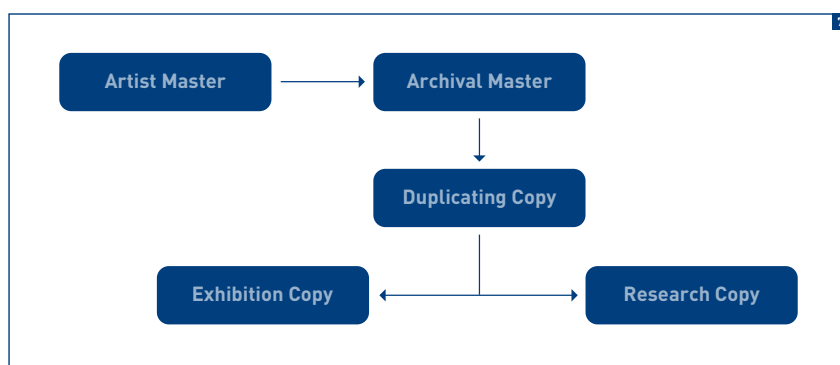 Artist Master
Archival Master
Duplicating Copy
Exhibition Copy
Research Copy